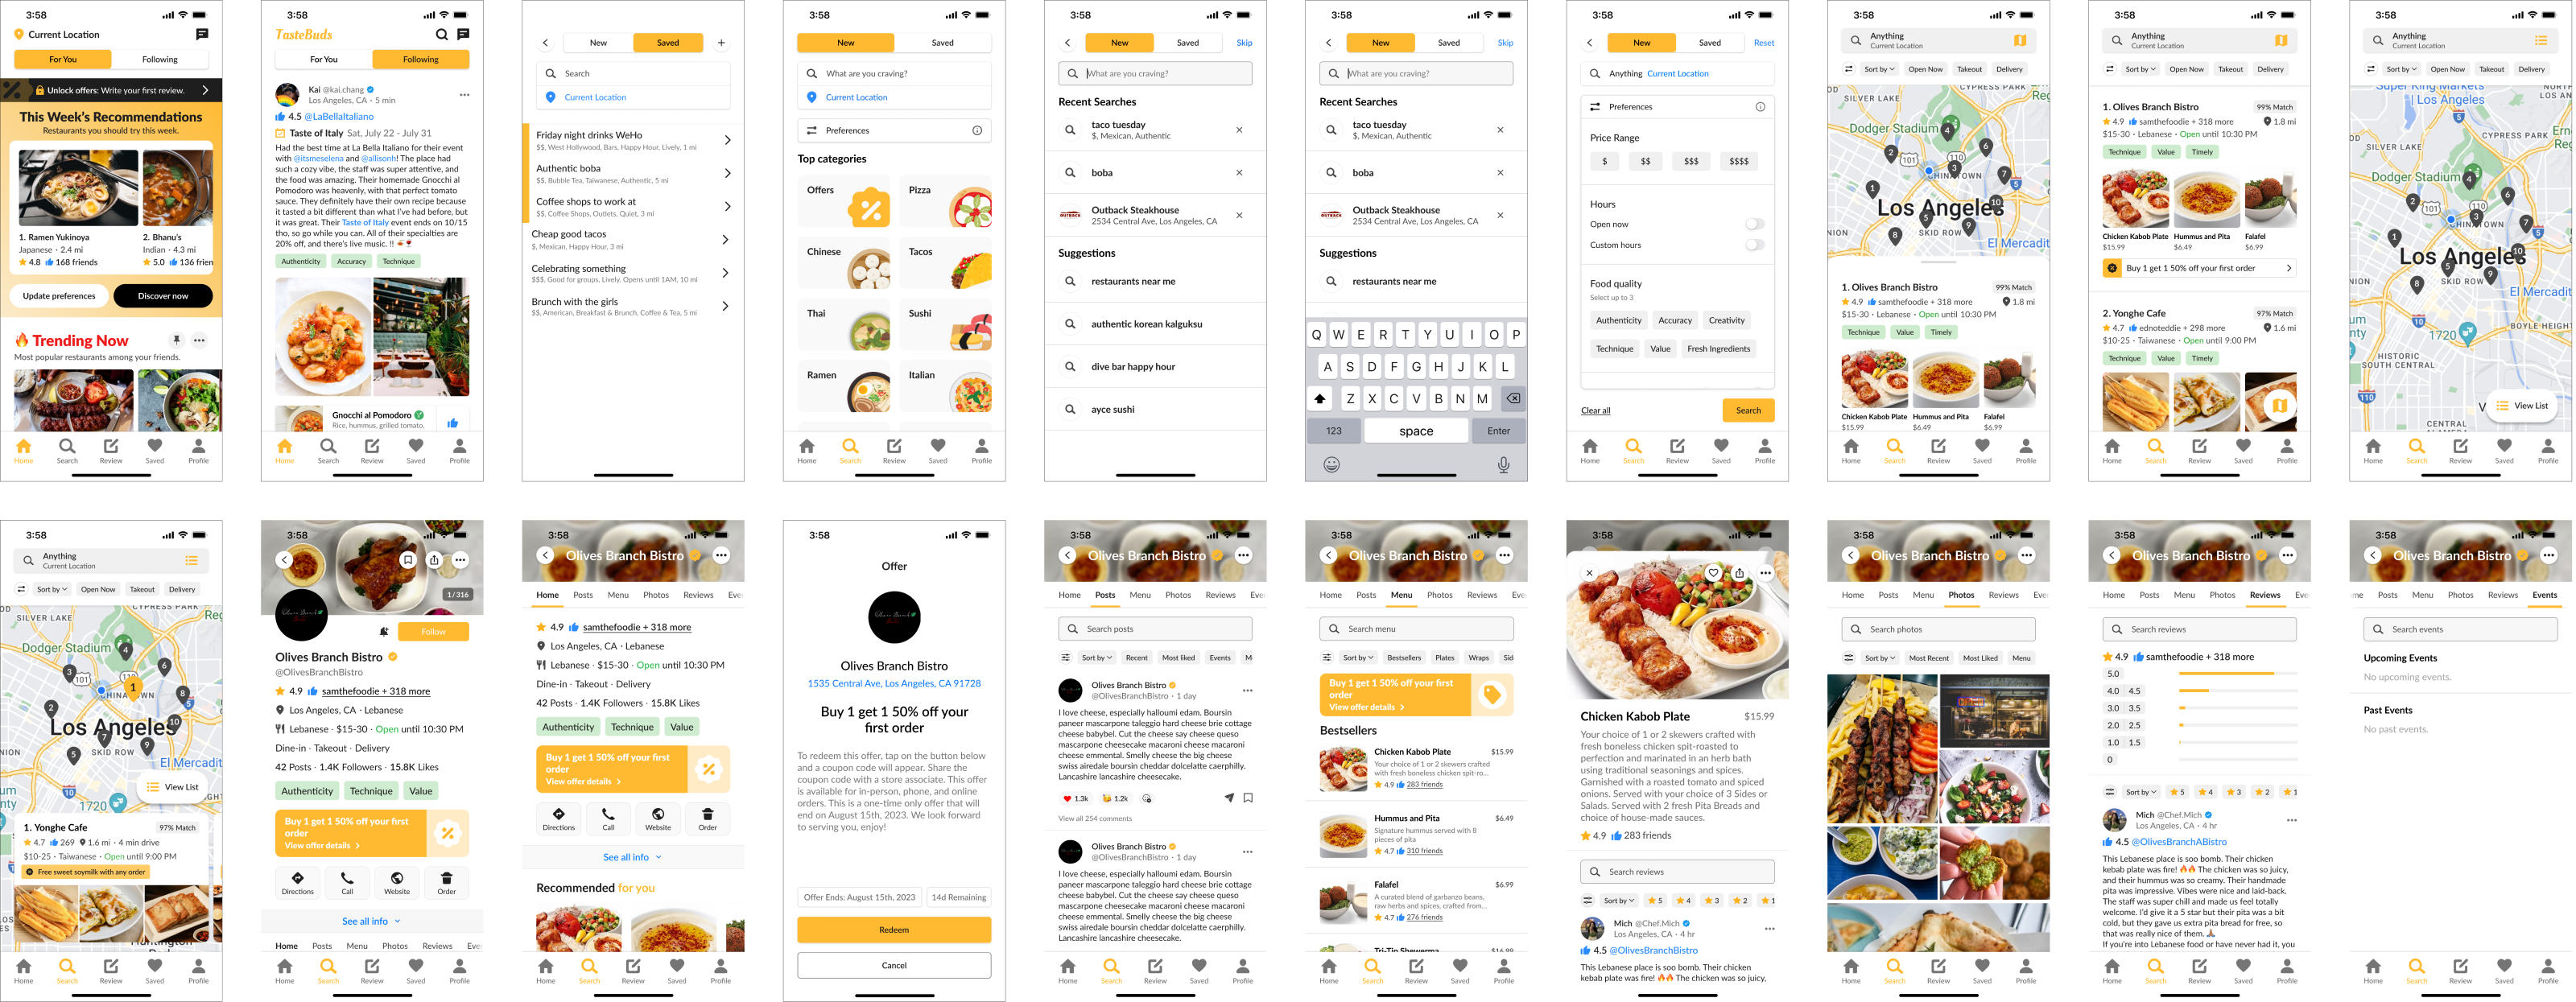 3:58
Current Location
For You
Following
Unlock offers: Write your first review.
This Week's Recommendations
Restaurants you should try this week.
1. Ramen Yukinoya
Japanese · 2.4 mi
4.8 168 friends
2. Bhanu's
Indian · 4.3 mi
5.0 136 frien
Update preferences
Discover now
Trending Now
Most popular restaurants among your friends.
Home
Search
Review
Saved
Profile
3:58
TasteBuds
For You
Following
Kai @kai.chang
Los Angeles, CA · 5 min
4.5 @LaBellaItaliano
Taste of Italy Sat, July 22 · July 31
Had the best time at La Bella Italiano for their event
with @itsmeselena and @allisonh! The place had
such a cozy vibe, the staff was super attentive, and
the food was amazing. Their homemade Gnocchi al
Pomodoro was heavenly, with that perfect tomato
sauce. They definitely have their own recipe because
it tasted a bit different than what I've had before, but
it was great. Their Taste of Italy event ends on 10/15
tho, so go while you can. All of their specialties are
20% off, and there's live music. !!
Authenticity
Accuracy
Technique
Gnocchi al Pomodoro
Rice, hummus, grilled tomato,
Home
Search
Review
Saved
Profile
3:58
New
Saved
Search
Current Location
Friday night drinks WeHo
$$, West Hollywood, Bars, Happy Hour, Lively, 1 mi
Authentic boba
$$, Bubble Tea, Taiwanese, Authentic, 5 mi
Coffee shops to work at
$$, Coffee Shops, Outlets, Quiet, 3 mi
Cheap good tacos
$, Mexican, Happy Hour, 3 mi
Celebrating something
$$$, Good for groups, Lively, Opens until 1AM, 10 mi
Brunch with the girls
$$, American, Breakfast & Brunch, Coffee & Tea, 5 mi
3:58
New
Saved
What are you craving?
Current Location
Preferences
Top categories
Offers
Pizza
Chinese
Tacos
Thai
Sushi
Ramen
Italian
Home
Search
Review
Saved
Profile
3:58
New
Saved
Skip
What are you craving?
Recent Searches
taco tuesday
$, Mexican, Authentic
boba
OUTBACK
Outback Steakhouse
2534 Central Ave, Los Angeles, CA
Suggestions
restaurants near me
authentic korean kalguksu
dive bar happy hour
ayce sushi
Home
Search
Review
Saved
Profile
3:58
New
Saved
Skip
What are you craving?
Recent Searches
taco tuesday
$, Mexican, Authentic
boba
OUTBACK
Outback Steakhouse
2534 Central Ave, Los Angeles, CA
Suggestions
restaurants near me
Q W E R T Y U I O P
A S D F G H J K L
Z X C V B N M
123
space
Enter
3:58
New
Saved
Reset
Anything Current Location
Preferences
Price Range
$
$$
$$$
$$$$
Hours
Open now
Custom hours
Food quality
Select up to 3
Authenticity
Accuracy
Creativity
Technique
Value
Fresh Ingredients
Clear all
Search
Home
Search
Review
Saved
Profile
3:58
Anything
Current Location
Sort by
Open Now
Takeout
Delivery
SILVER LAKE
CYPRESS PARK
Dodger Stadium
CHINATOWN
Los Angeles
SKID ROW
El Mercadit
1. Olives Branch Bistro
99% Match
4.9 samthefoodie + 318 more
1.8 mi
$15-30 · Lebanese · Open until 10:30 PM
Technique
Value
Timely
Chicken Kabob Plate
$15.99
Hummus and Pita
$6.49
Falafel
$6.99
Home
Search
Review
Saved
Profile
3:58
Anything
Current Location
Sort by
Open Now
Takeout
Delivery
1. Olives Branch Bistro
99% Match
4.9 samthefoodie + 318 more
1.8 mi
$15-30 · Lebanese · Open until 10:30 PM
Technique
Value
Timely
Chicken Kabob Plate
$15.99
Hummus and Pita
$6.49
Falafel
$6.99
Buy 1 get 1 50% off your first order
2. Yonghe Cafe
97% Match
4.7 ednoteddie + 298 more
1.6 mi
$10-25 · Taiwanese · Open until 9:00 PM
Technique
Value
Timely
Home
Search
Review
Saved
Profile
3:58
Anything
Current Location
Sort by
Open Now
Takeout
Delivery
Super King Markets
Los Angeles
CYPRESS PARK
SILVER LAKE
Dodger Stadium
CHINATOWN
Los Angeles
SKID ROW
El Mercadit
1720
BOYLE HEIGHT
HISTORIC
SOUTH CENTRAL
CENTRAL
View List
Home
Search
Review
Saved
Profile
3:58
Anything
Current Location
Sort by
Open Now
Takeout
Delivery
CYPRESS PARK
SILVER LAKE
Dodger Stadium
CHINATOWN
Los Angeles
SKID ROW
El Mercadit
1720
View List
1. Yonghe Cafe
97% Match
4.7 269 1.6 mi · 4 min drive
$10-25 · Taiwanese · Open until 9:00 PM
Free sweet soymilk with any order
Home
Search
Review
Saved
Profile
3:58
1/316
Follow
Olives Branch Bistro
@OlivesBranchBistro
4.9 samthefoodie + 318 more
Los Angeles, CA · Lebanese
Lebanese · $15-30 · Open until 10:30 PM
Dine-in · Takeout · Delivery
42 Posts · 1.4K Followers · 15.8K Likes
Authenticity
Technique
Value
Buy 1 get 1 50% off your first
order
View offer details
Directions
Call
Website
Order
See all info
Home
Posts
Menu
Photos
Reviews
Eve
Home
Search
Review
Saved
Profile
3:58
Olives Branch Bistro
Home
Posts
Menu
Photos
Reviews
Eve
4.9 samthefoodie + 318 more
Los Angeles, CA · Lebanese
Lebanese · $15-30 · Open until 10:30 PM
Dine-in · Takeout · Delivery
42 Posts · 1.4K Followers · 15.8K Likes
Authenticity
Technique
Value
Buy 1 get 1 50% off your first
order
View offer details
Directions
Call
Website
Order
See all info
Recommended for you
Home
Search
Review
Saved
Profile
3:58
Offer
Olives Branch Bistro
1535 Central Ave, Los Angeles, CA 91728
Buy 1 get 1 50% off your
first order
To redeem this offer, tap on the button below
and a coupon code will appear. Share the
coupon code with a store associate. This offer
is available for in-person, phone, and online
orders. This is a one-time only offer that will
end on August 15th, 2023. We look forward
to serving you, enjoy!
Offer Ends: August 15th, 2023
14d Remaining
Redeem
Cancel
3:58
Olives Branch Bistro
Home
Posts
Menu
Photos
Reviews
Eve
Search posts
Sort by
Recent
Most liked
Events
M
Olives Branch Bistro
@OlivesBranchBistro · 1 day
I love cheese, especially halloumi edam. Boursin
paneer mascarpone taleggio hard cheese brie cottage
cheese babybel. Cut the cheese say cheese queso
mascarpone cheesecake macaroni cheese macaroni
cheese emmental. Smelly cheese the big cheese
swiss airedale boursin cheddar dolcelatte caerphilly.
Lancashire lancashire cheesecake.
1.3k
1.2k
View all 254 comments
Olives Branch Bistro
@OlivesBranchBistro · 1 day
I love cheese, especially halloumi edam. Boursin
paneer mascarpone taleggio hard cheese brie cottage
cheese babybel. Cut the cheese say cheese queso
mascarpone cheesecake macaroni cheese macaroni
cheese emmental. Smelly cheese the big cheese
swiss airedale boursin cheddar dolcelatte caerphilly.
Lancashire lancashire cheesecake.
Home
Search
Review
Saved
Profile
3:58
Olives Branch Bistro
Home
Posts
Menu
Photos
Reviews
Eve
Search menu
Sort by
Bestsellers
Plates
Wraps
Sid
Buy 1 get 1 50% off your first
order
View offer details
Bestsellers
Chicken Kabob Plate
$15.99
Your choice of 1 or 2 skewers crafted
with fresh boneless chicken spit-ro...
4.9 283 friends
Hummus and Pita
$6.49
Signature hummus served with 8
pieces of pita
4.7 310 friends
Falafel
$6.99
A curated blend of garbanzo beans,
raw herbs and spices, crafted from...
4.7 276 friends
Tri-Tip Shawerma
$14.99
Home
Search
Review
Saved
Profile
3:58
Chicken Kabob Plate
$15.99
Your choice of 1 or 2 skewers crafted with
fresh boneless chicken spit-roasted to
perfection and marinated in an herb bath
using traditional seasonings and spices.
Garnished with a roasted tomato and spiced
onions. Served with your choice of 3 Sides or
Salads. Served with 2 fresh Pita Breads and
choice of house-made sauces.
4.9 283 friends
Search reviews
Sort by
5
4
3
2
1
Mich @Chef.Mich
Los Angeles, CA · 4 hr
4.5 @OlivesBranchBistro
This Lebanese place is soo bomb. Their chicken
kebab plate was fire! The chicken was so juicy,
3:58
Olives Branch Bistro
Home
Posts
Menu
Photos
Reviews
Eve
Search photos
Sort by
Most Recent
Most Liked
Menu
Home
Search
Review
Saved
Profile
3:58
Olives Branch Bistro
Home
Posts
Menu
Photos
Reviews
Eve
Search reviews
4.9 samthefoodie + 318 more
5.0
4.0 4.5
3.0 3.5
2.0 2.5
1.0 1.5
0
Sort by
5
4
3
2
1
Mich @Chef.Mich
Los Angeles, CA · 4 hr
4.5 @OlivesBranchABistro
This Lebanese place is soo bomb. Their chicken
kebab plate was fire! The chicken was so juicy,
and their hummus was so creamy. Their handmade
pita was impressive. Vibes were nice and laid-back.
The staff was super chill and made us feel totally
welcome. I'd give it a 5 star but their pita was a bit
cold, but they gave us extra pita bread for free, so
that was really nice of them.
If you're into Lebanese food or have never had it, you
Home
Search
Review
Saved
Profile
3:58
Olives Branch Bistro
me
Posts
Menu
Photos
Reviews
Events
Search events
Upcoming Events
No upcoming events.
Past Events
No past events.
Home
Search
Review
Saved
Profile